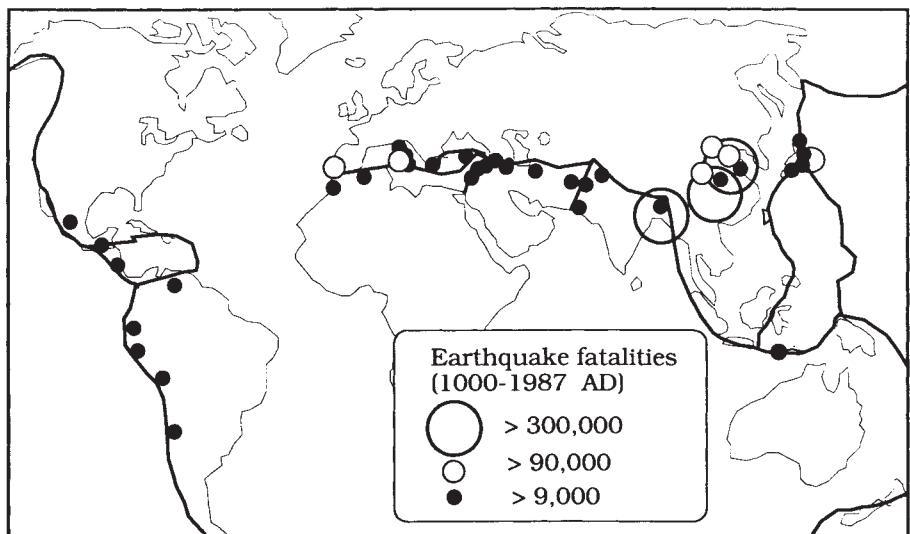 Earthquake fatalities
(1000-1987 AD)
> 300,000
> 90,000
> 9,000